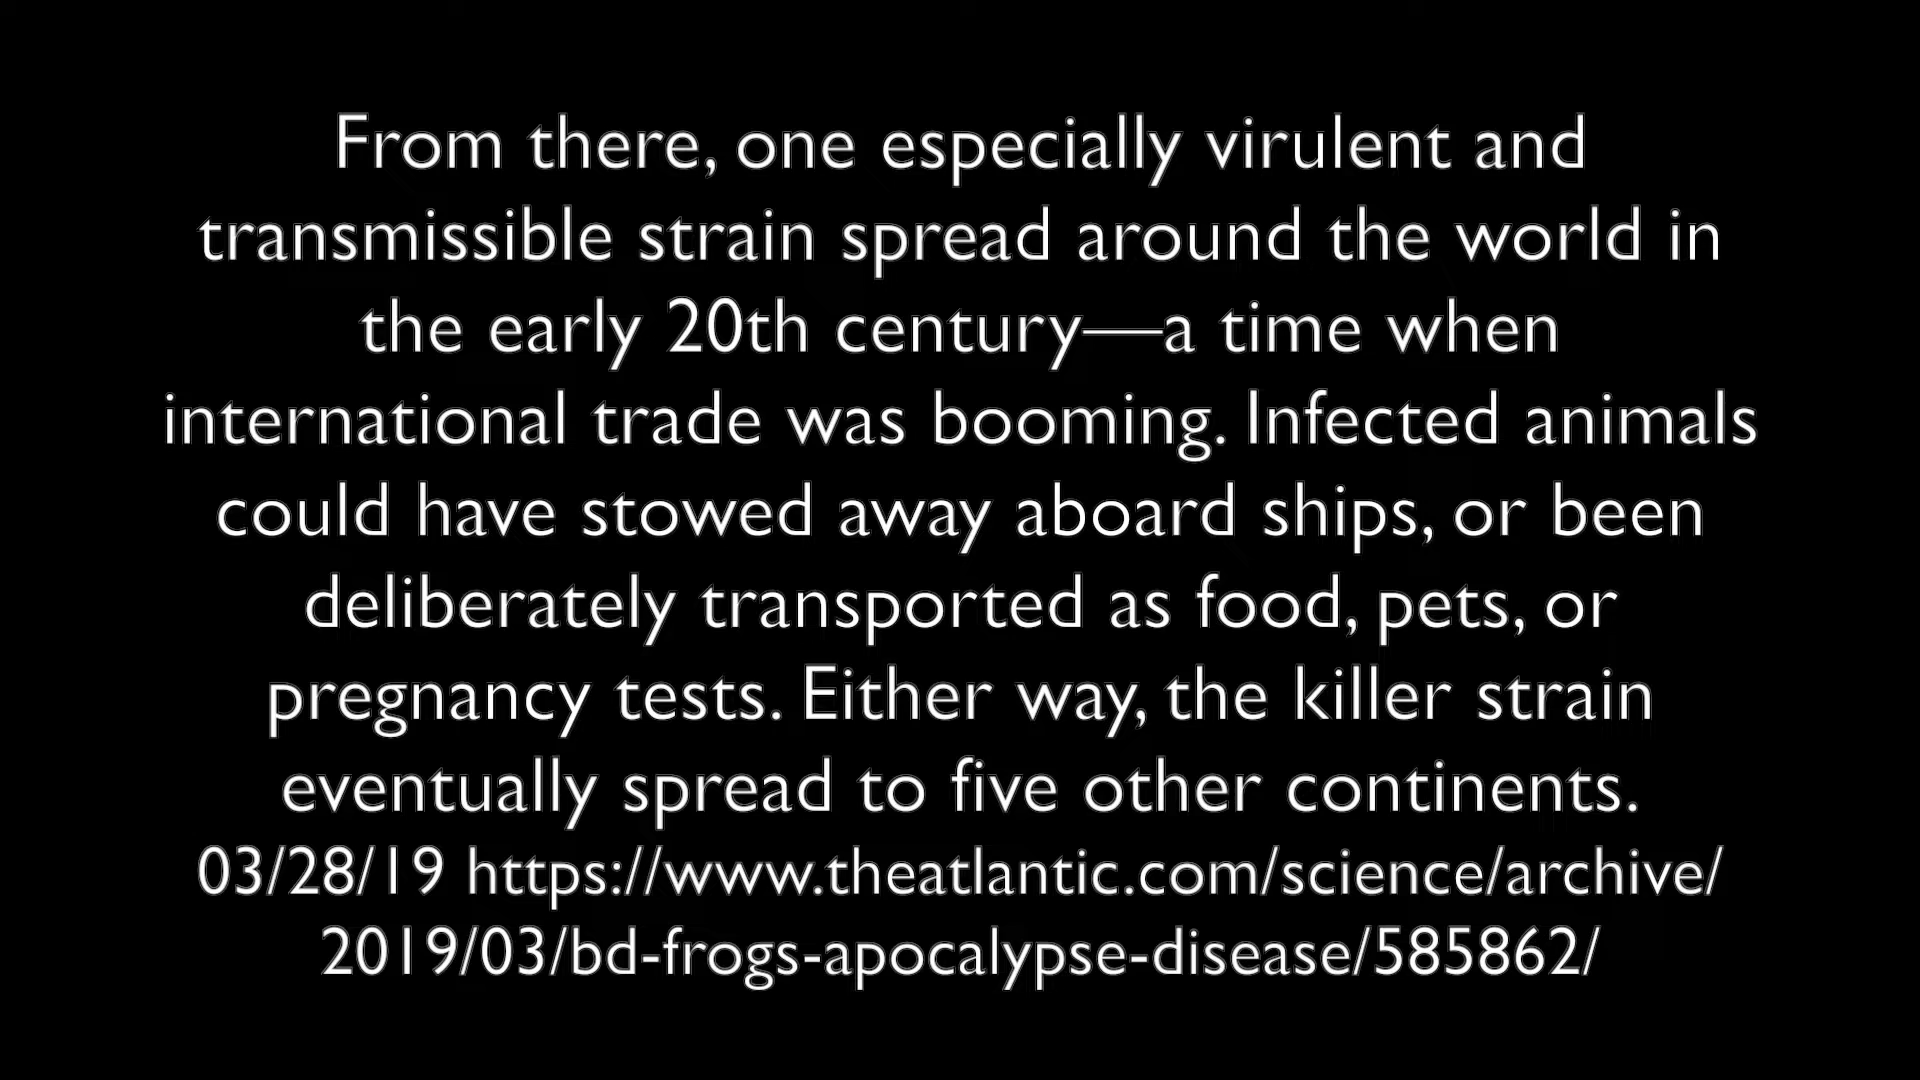 From there, one especially virulent and
transmissible strain spread around the world in
the early 20th century—a time when
international trade was booming. Infected animals
could have stowed away aboard ships, or been
deliberately transported as food, pets, or
pregnancy tests. Either way, the killer strain
eventually spread to five other continents.
03/28/19 https://www.theatlantic.com/science/archive/
2019/03/bd-frogs-apocalypse-disease/585862/